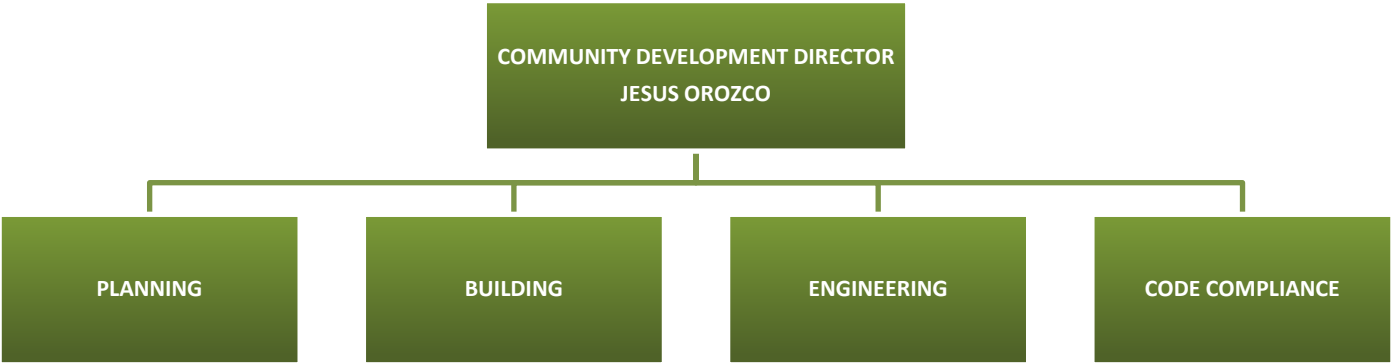 COMMUNITY DEVELOPMENT DIRECTOR
JESUS OROZCO
PLANNING
BUILDING
ENGINEERING
CODE COMPLIANCE